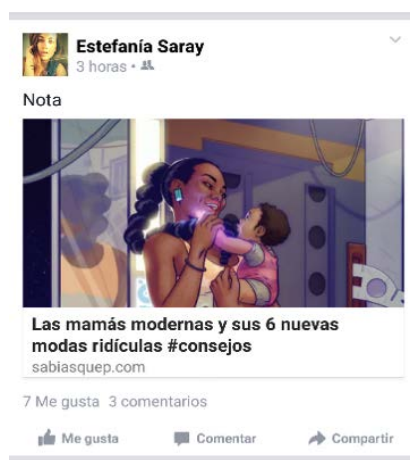 Estefanía Saray
3 horas •
Nota
Las mamás modernas y sus 6 nuevas
modas ridículas #consejos
sabiasquep.com
7 Me gusta 3 comentarios
Me gusta Comentar Compartir